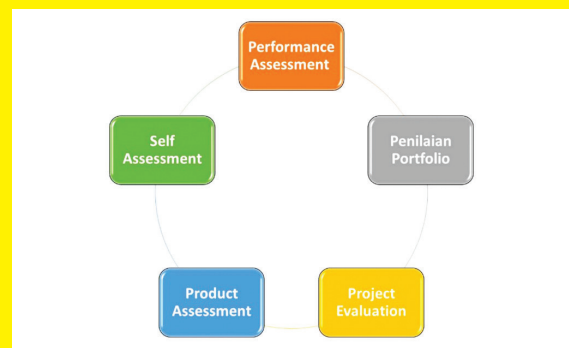 Performance
Assessment
Penilaian
Portfolio
Project
Evaluation
Product
Assessment
Self
Assessment